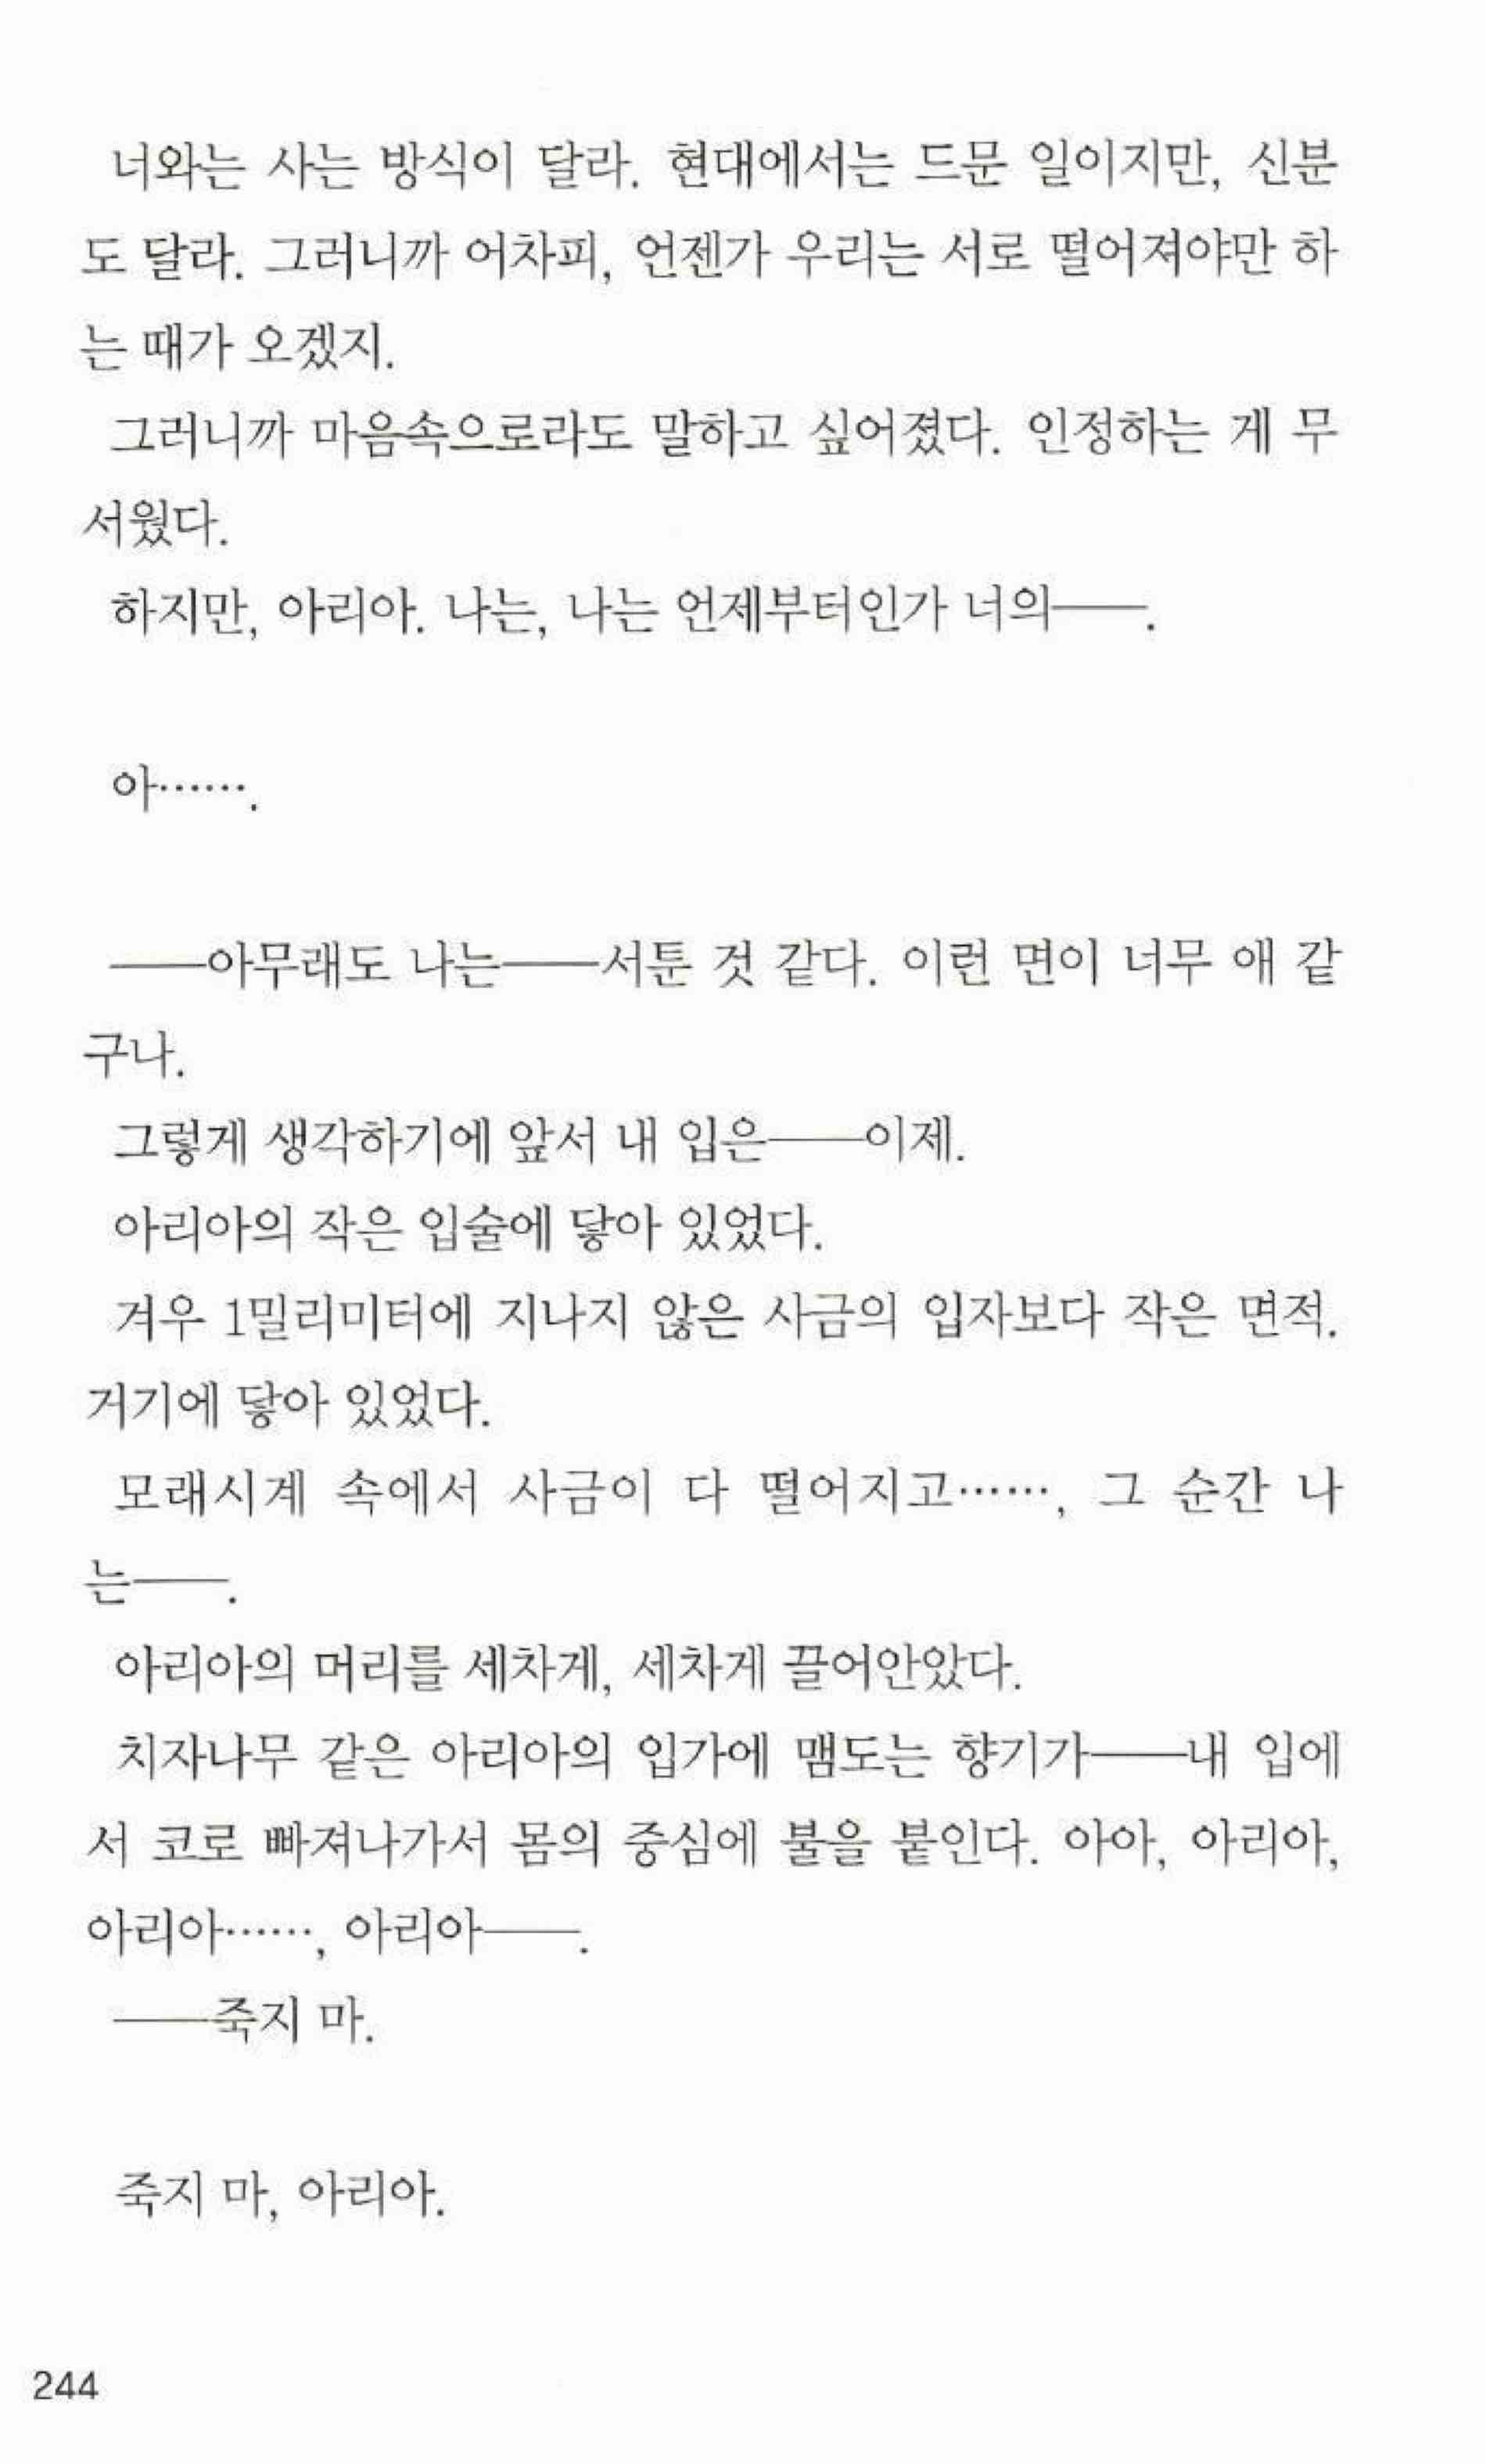 너와는 사는 방식이 달라. 현대에서는 드문 일이지만, 신분
도 달라. 그러니까 어차피, 언젠가 우리는 서로 떨어져야만 하
는 때가 오겠지.
그러니까 마음속으로라도 말하고 싶어졌다. 인정하는 게 무
서웠다.
하지만, 아리아. 나는, 나는 언제부터인가 너의——.
아…….
——아무래도 나는——서툰 것 같다. 이런 면이 너무 애 같
구나.
그렇게 생각하기에 앞서 내 입은——이제.
아리아의 작은 입술에 닿아 있었다.
겨우 1밀리미터에 지나지 않은 사금의 입자보다 작은 면적.
거기에 닿아 있었다.
모래시계 속에서 사금이 다 떨어지고……, 그 순간 나
는——.
아리아의 머리를 세차게, 세차게 끌어안았다.
치자나무 같은 아리아의 입가에 맴도는 향기가——내 입에
서 코로 빠져나가서 몸의 중심에 불을 붙인다. 아아, 아리아,
아리아……, 아리아——.
——죽지 마.
죽지 마, 아리아.
244